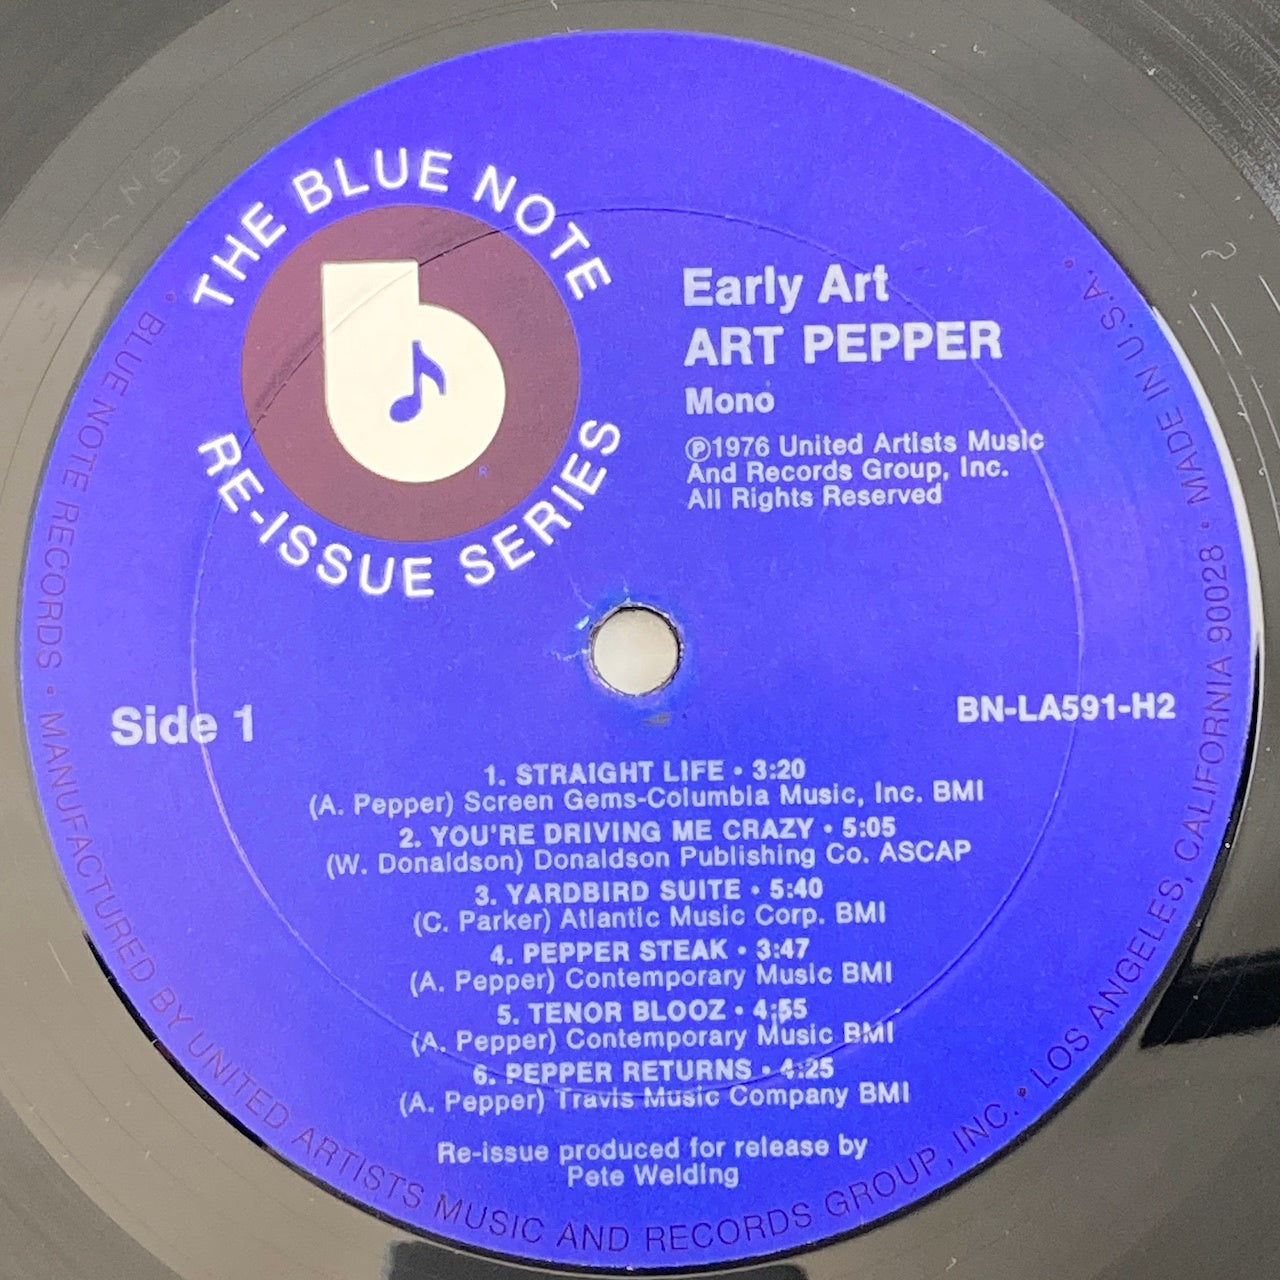 THE BLUE NOTE
RE-ISSUE SERIES
b
®
Early Art
ART PEPPER
Mono
℗1976 United Artists Music
And Records Group, Inc.
All Rights Reserved
Side 1
BN-LA591-H2
1. STRAIGHT LIFE • 3:20
(A. Pepper) Screen Gems-Columbia Music, Inc. BMI
2. YOU'RE DRIVING ME CRAZY • 5:05
(W. Donaldson) Donaldson Publishing Co. ASCAP
3. YARDBIRD SUITE • 5:40
(C. Parker) Atlantic Music Corp. BMI
4. PEPPER STEAK • 3:47
(A. Pepper) Contemporary Music BMI
5. TENOR BLOOZ • 4:55
(A. Pepper) Contemporary Music BMI
6. PEPPER RETURNS • 4:25
(A. Pepper) Travis Music Company BMI
Re-issue produced for release by
Pete Welding
• BLUE NOTE RECORDS • MANUFACTURED BY UNITED ARTISTS MUSIC AND RECORDS GROUP, INC. • LOS ANGELES, CALIFORNIA 90028 • MADE IN U.S.A. •